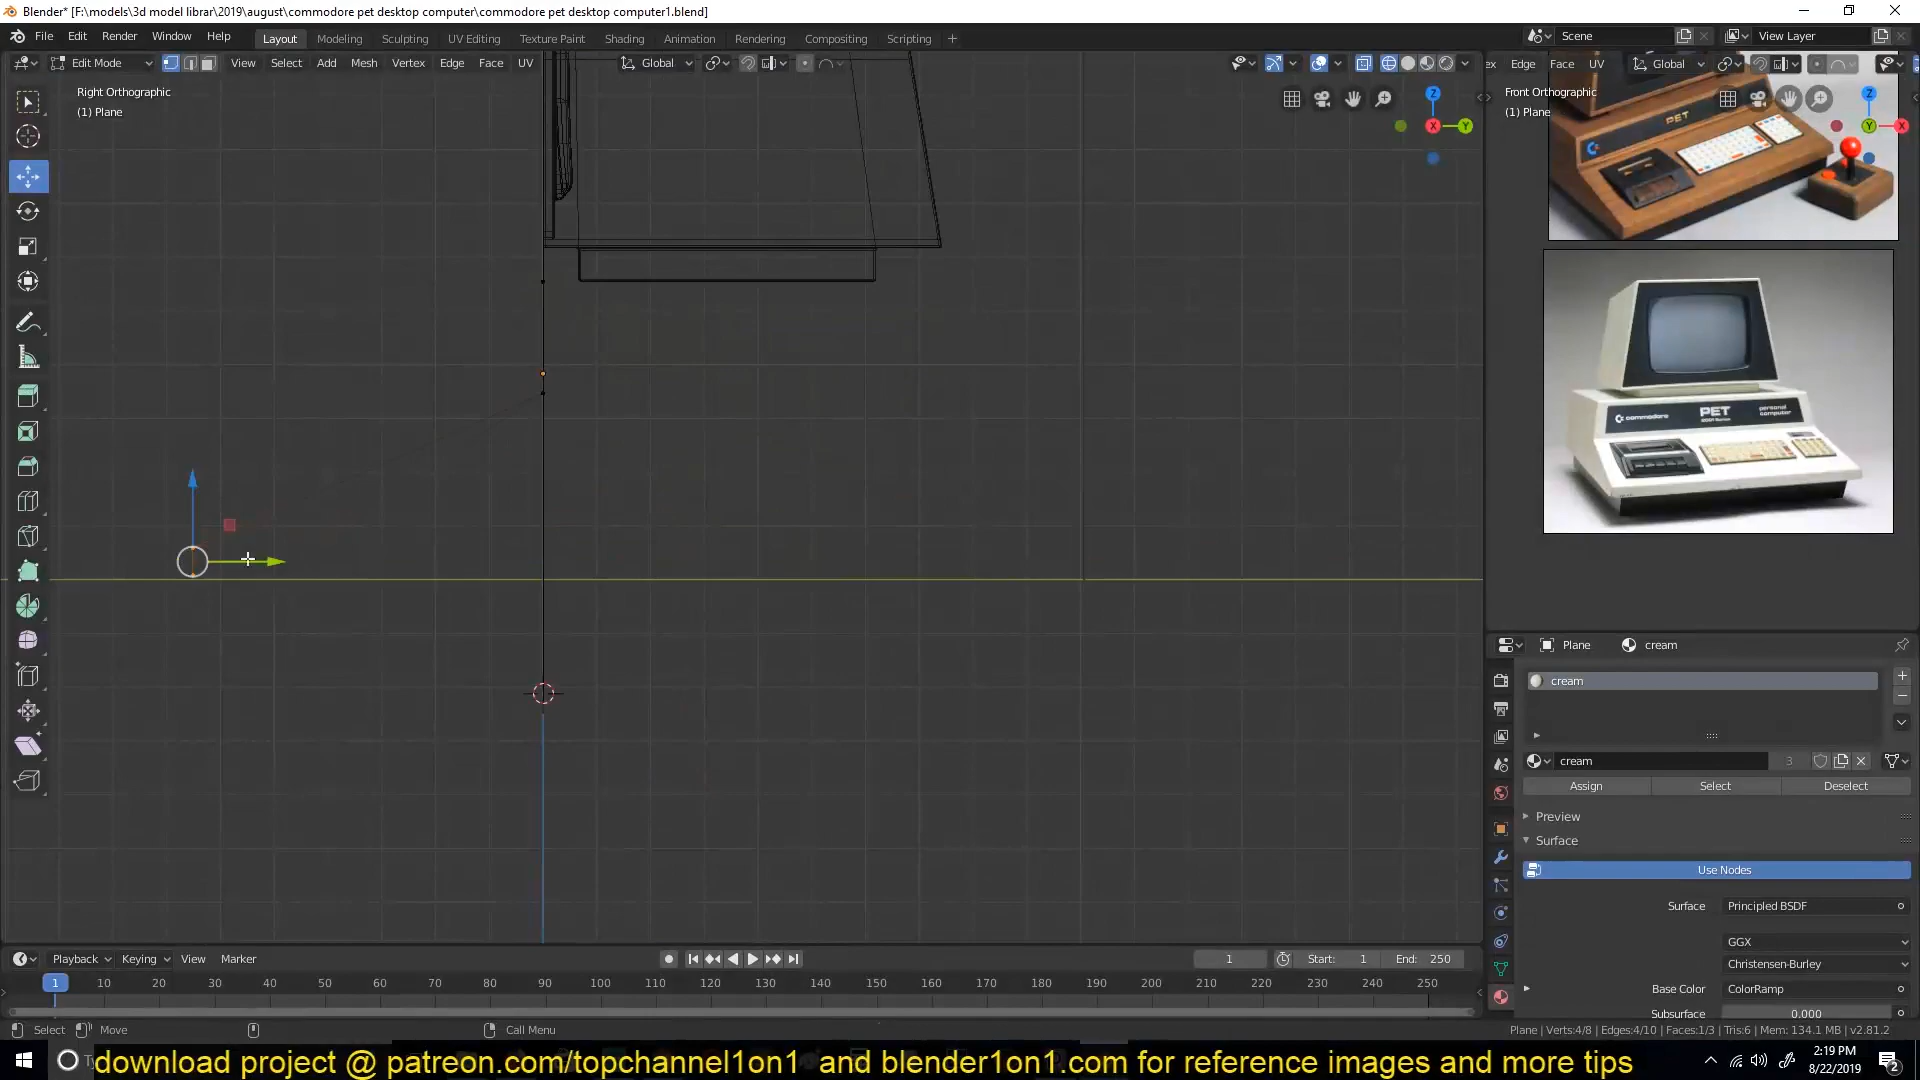 Blender* [F:\models\3d model librar\2019\august\commodore pet desktop computer\commodore pet desktop computer1.blend]
File Edit Render Window Help Layout Modeling Sculpting UV Editing Texture Paint Shading Animation Rendering Compositing Scripting Scene View Layer
Edit Mode View Select Add Mesh Vertex Edge Face UV Global ex Edge Face UV Global
Right Orthographic
(1) Plane
Front Orthographic
(1) Plane
Z
X
Y
Z
Y
X
PET
commodore PET personal computer
Plane cream
cream
cream 3
Assign Select Deselect
Preview
Surface
Use Nodes
Surface Principled BSDF
GGX
Christensen-Burley
Base Color ColorRamp
Subsurface 0.000
Playback Keying View Marker 1 Start: 1 End: 250
1 10 20 30 40 50 60 70 80 90 100 110 120 130 140 150 160 170 180 190 200 210 220 230 240 250
Select Move Call Menu Plane | Verts:4/8 | Edges:4/10 | Faces:1/3 | Tris:6 | Mem: 134.1 MB | v2.81.2
download project @ patreon.com/topchannel1on1 and blender1on1.com for reference images and more tips
2:19 PM
8/22/2019
2